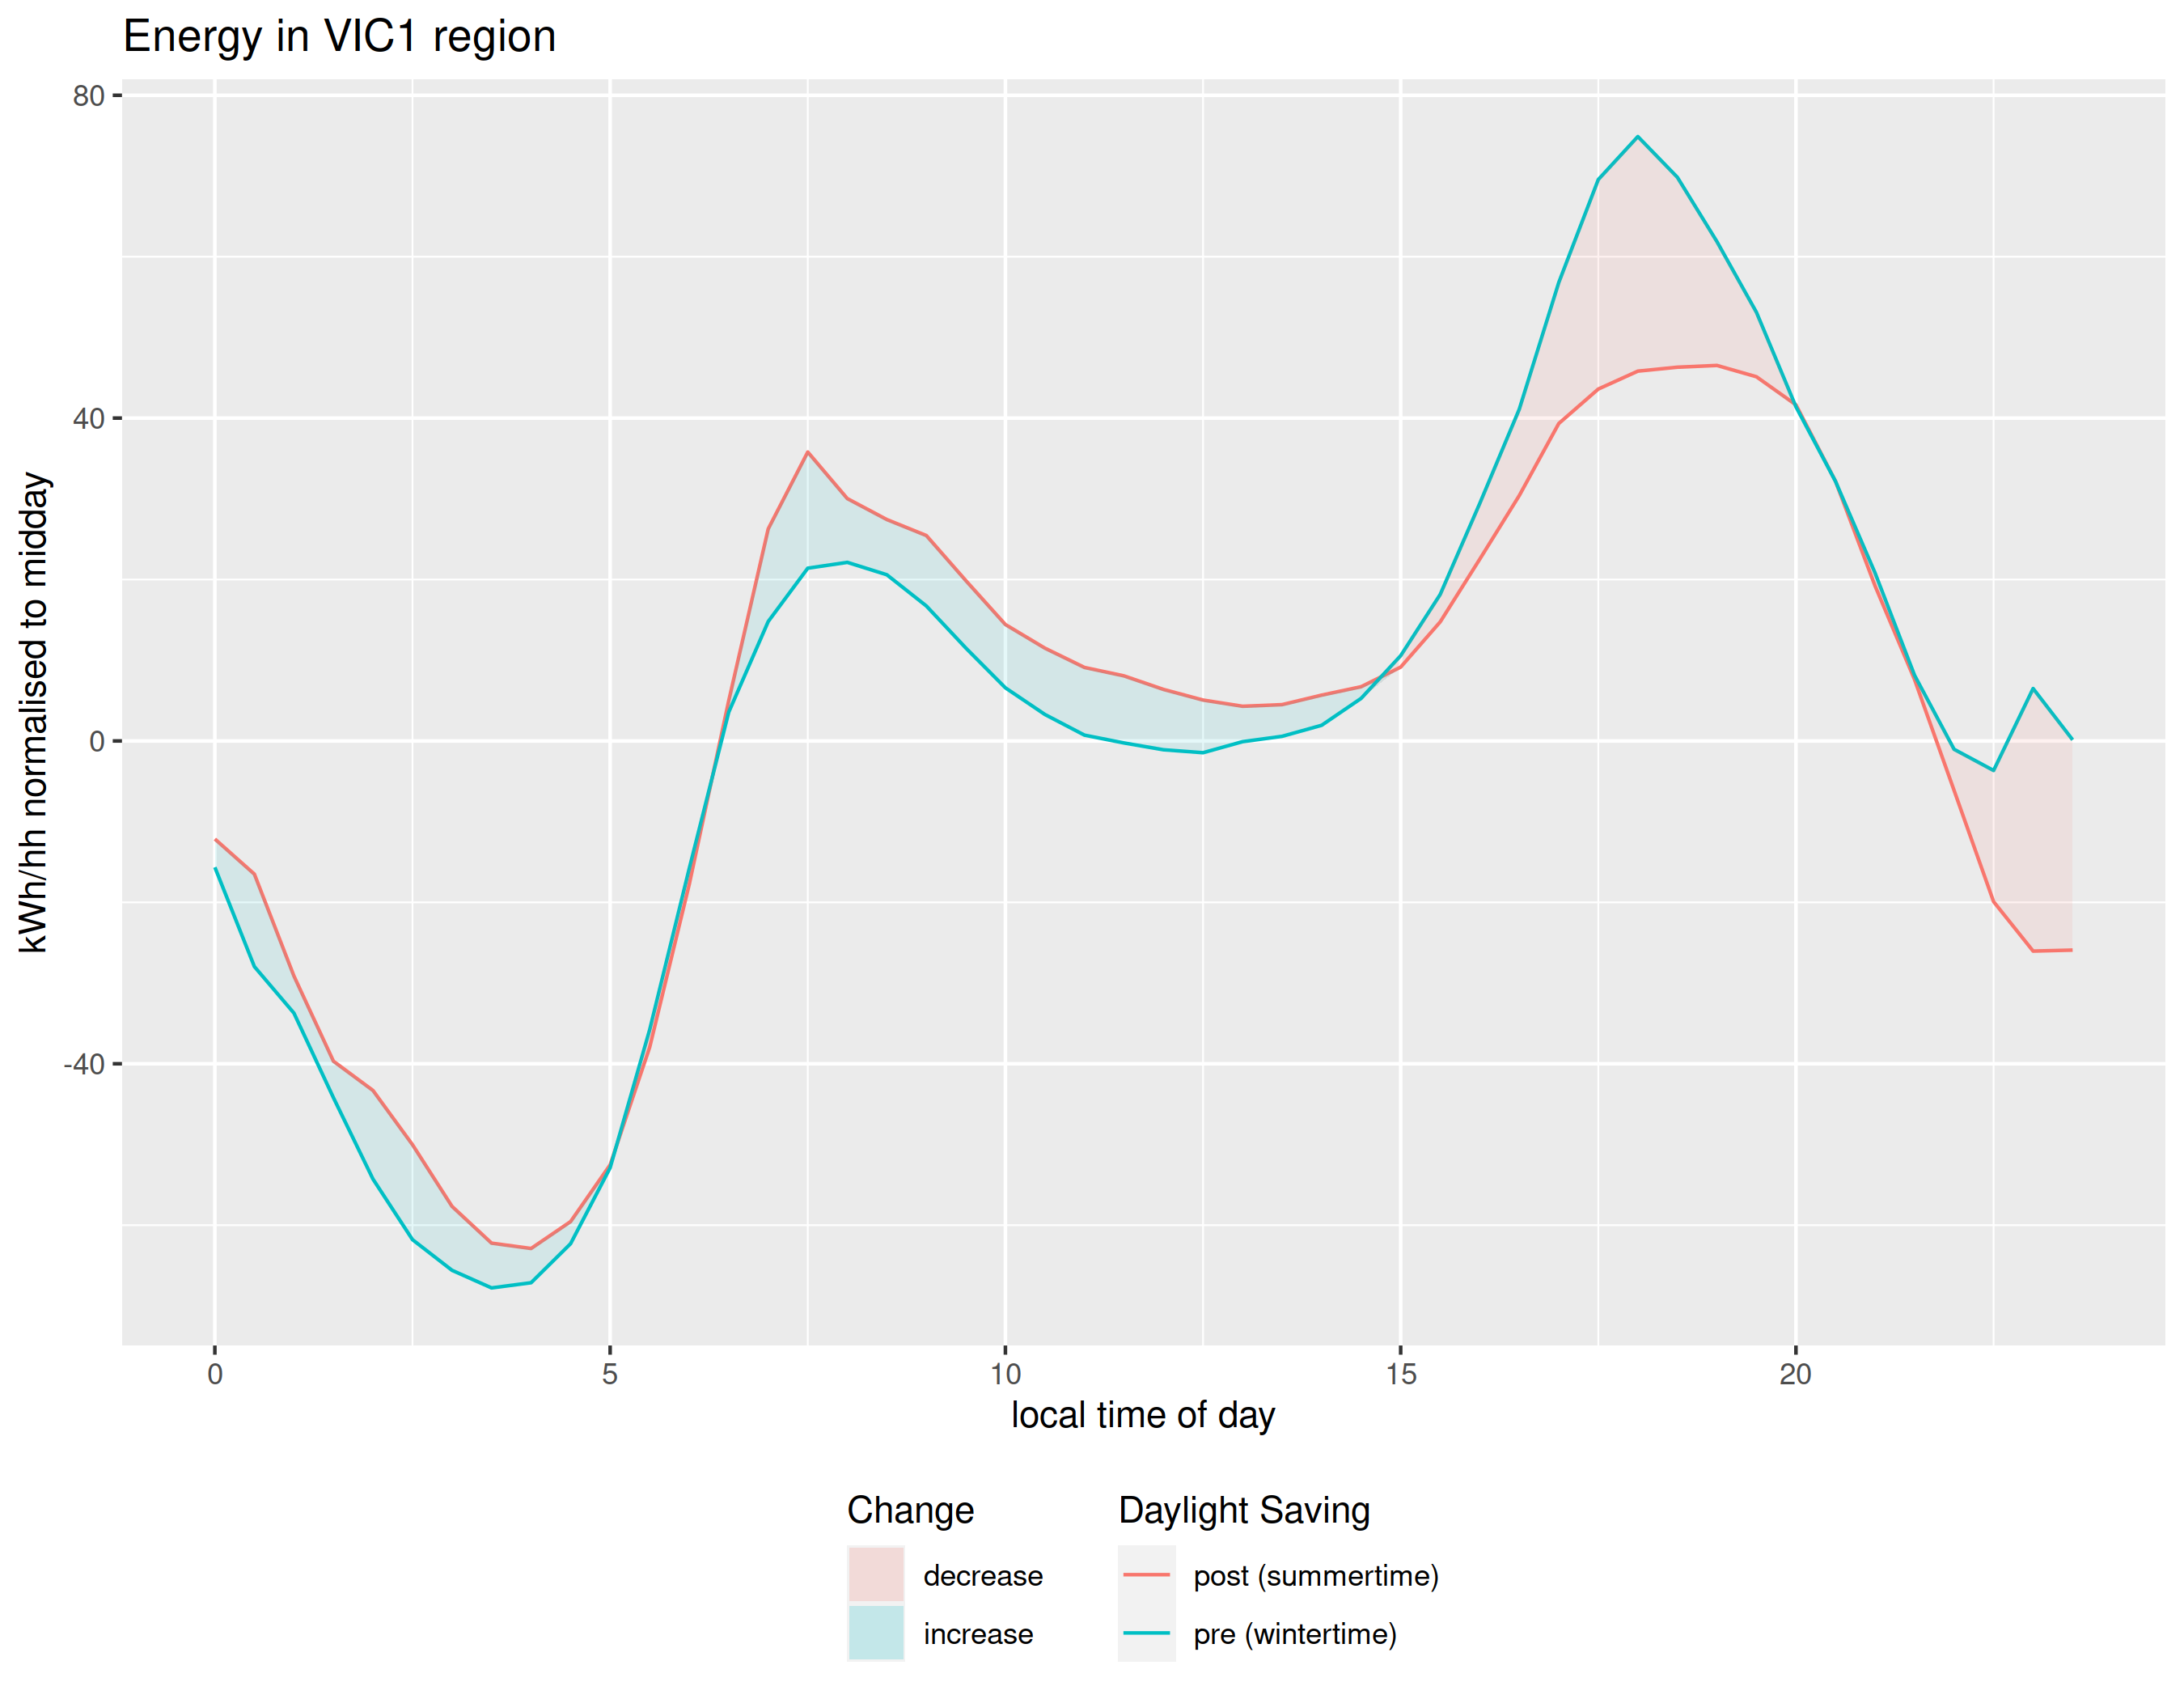 Energy in VIC1 region
kWh/hh normalised to midday
80
40
0
-40
0 5 10 15 20
local time of day
Change
decrease
increase
Daylight Saving
post (summertime)
pre (wintertime)